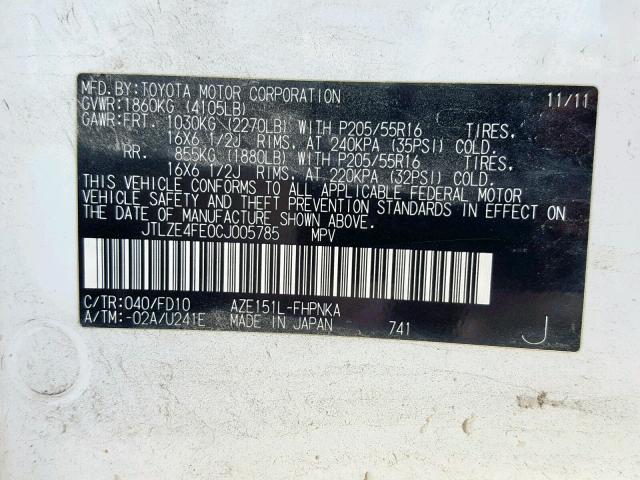 MFD. BY: TOYOTA MOTOR CORPORATION 11/11
GVWR: 1860KG (4105LB)
GAWR: FRT. 1030KG (2270LB) WITH P205/55R16 TIRES,
16X6 1/2J RIMS, AT 240KPA (35PSI) COLD.
RR. 855KG (1880LB) WITH P205/55R16 TIRES,
16X6 1/2J RIMS, AT 220KPA (32PSI) COLD.
THIS VEHICLE CONFORMS TO ALL APPLICABLE FEDERAL MOTOR
VEHICLE SAFETY AND THEFT PREVENTION STANDARDS IN EFFECT ON
THE DATE OF MANUFACTURE SHOWN ABOVE.
JTLZE4FE0CJ005785 MPV
C/TR: 040/FD10 AZE151L-FHPNKA
A/TM: -02A/U241E MADE IN JAPAN 741 J